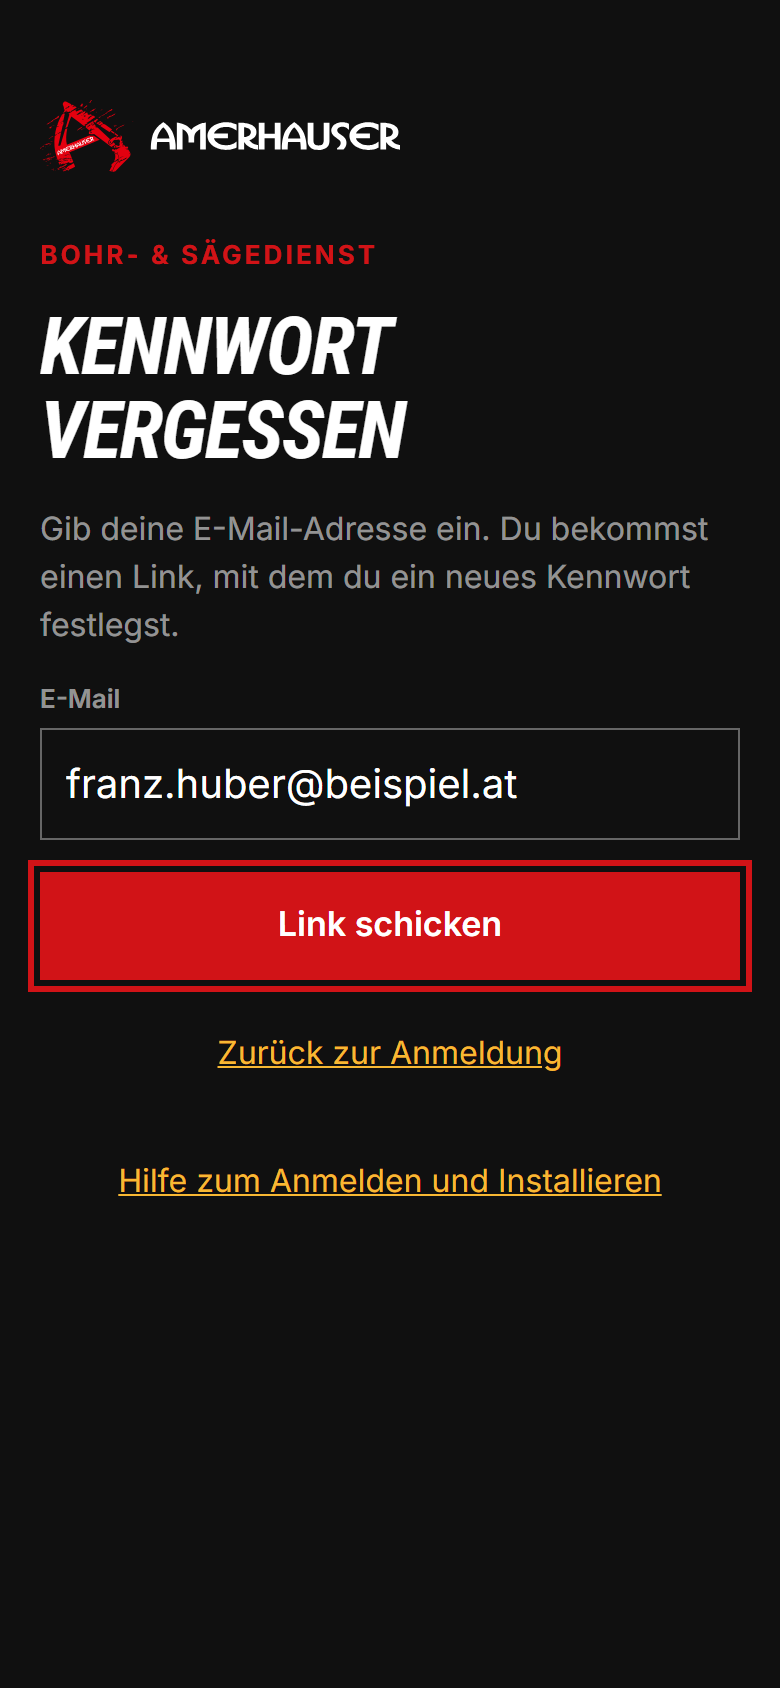 AMERHAUSER
AMERHAUSER
BOHR- & SÄGEDIENST
KENNWORT
VERGESSEN
Gib deine E-Mail-Adresse ein. Du bekommst
einen Link, mit dem du ein neues Kennwort
festlegst.
E-Mail
franz.huber@beispiel.at
Link schicken
Zurück zur Anmeldung
Hilfe zum Anmelden und Installieren